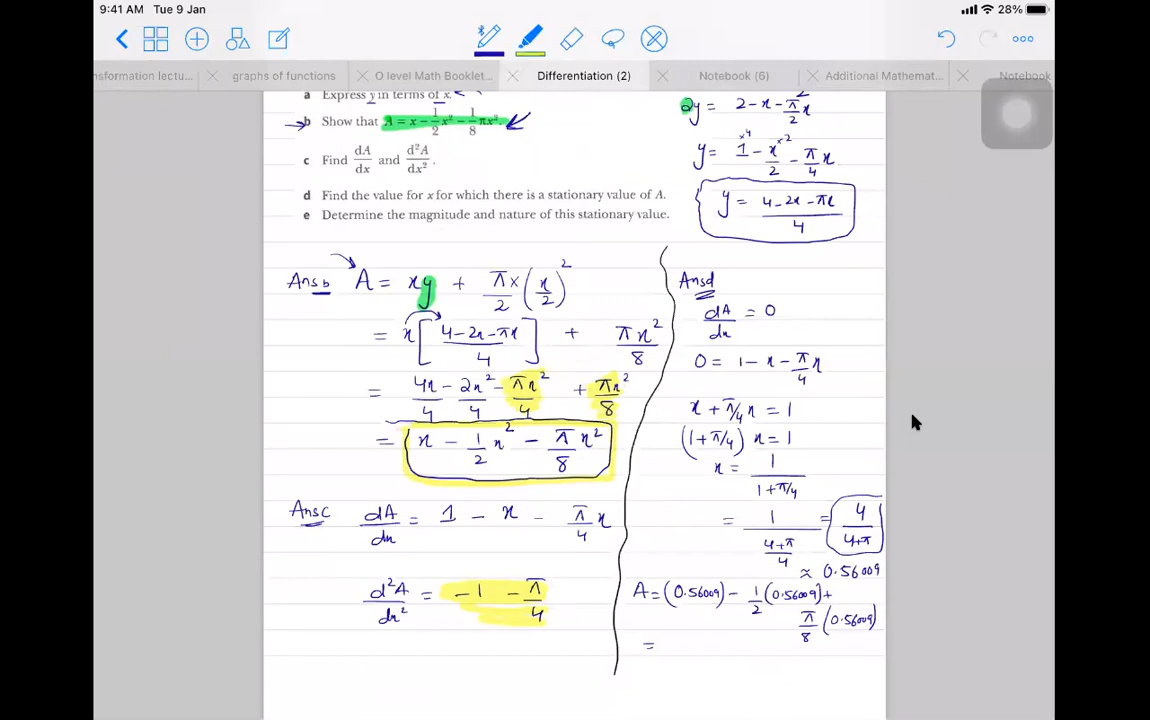 9:41 AM Tue 9 Jan
28%
nsformation lectu...
graphs of functions
O level Math Booklet...
Differentiation (2)
Notebook (6)
Additional Mathemat...
Notebook
a Express y in terms of x.
b Show that A = x - 1/2 x² - 1/8 πx².
c Find dA/dx and d²A/dx².
d Find the value for x for which there is a stationary value of A.
e Determine the magnitude and nature of this stationary value.
2y = 2 - x - π/2 x
y = 1 - x/2 - π/4 x
y = (4 - 2x - πx)/4
Ans b A = xy + π/2 × (x/2)²
= x [(4 - 2x - πx)/4] + πx²/8
= 4x/4 - 2x²/4 - πx²/4 + πx²/8
= x - 1/2 x² - π/8 x²
Ans c dA/dx = 1 - x - π/4 x
d²A/dx² = -1 - π/4
Ans d
dA/dx = 0
0 = 1 - x - π/4 x
x + π/4 x = 1
(1 + π/4) x = 1
x = 1/(1 + π/4)
= 1/((4+π)/4) = 4/(4+π)
≈ 0.56009
A = (0.56009) - 1/2 (0.56009) +
π/8 (0.56009)
=